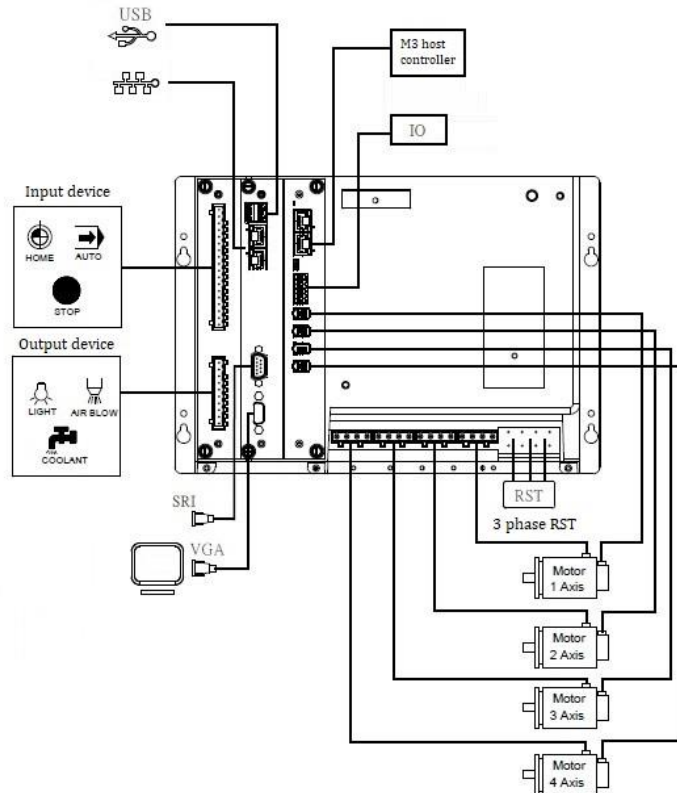 USB
M3 host
controller
IO
Input device
HOME
AUTO
STOP
Output device
LIGHT
AIR BLOW
COOLANT
SRI
VGA
RST
3 phase RST
Motor
1 Axis
Motor
2 Axis
Motor
3 Axis
Motor
4 Axis